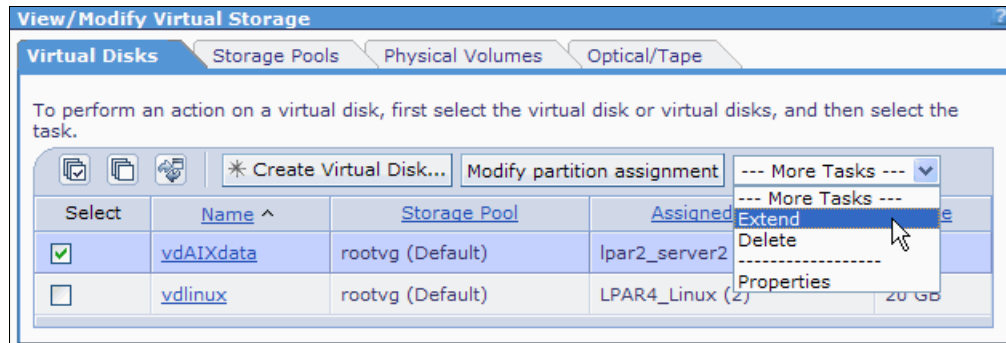 View/Modify Virtual Storage ?
Virtual Disks Storage Pools Physical Volumes Optical/Tape
To perform an action on a virtual disk, first select the virtual disk or virtual disks, and then select the
task.
Create Virtual Disk... Modify partition assignment --- More Tasks ---
--- More Tasks ---
Extend
Delete
------------------
Properties
Select Name ^ Storage Pool Assigned
vdAIXdata rootvg (Default) lpar2_server2
vdlinux rootvg (Default) LPAR4_Linux (2) 20 GB